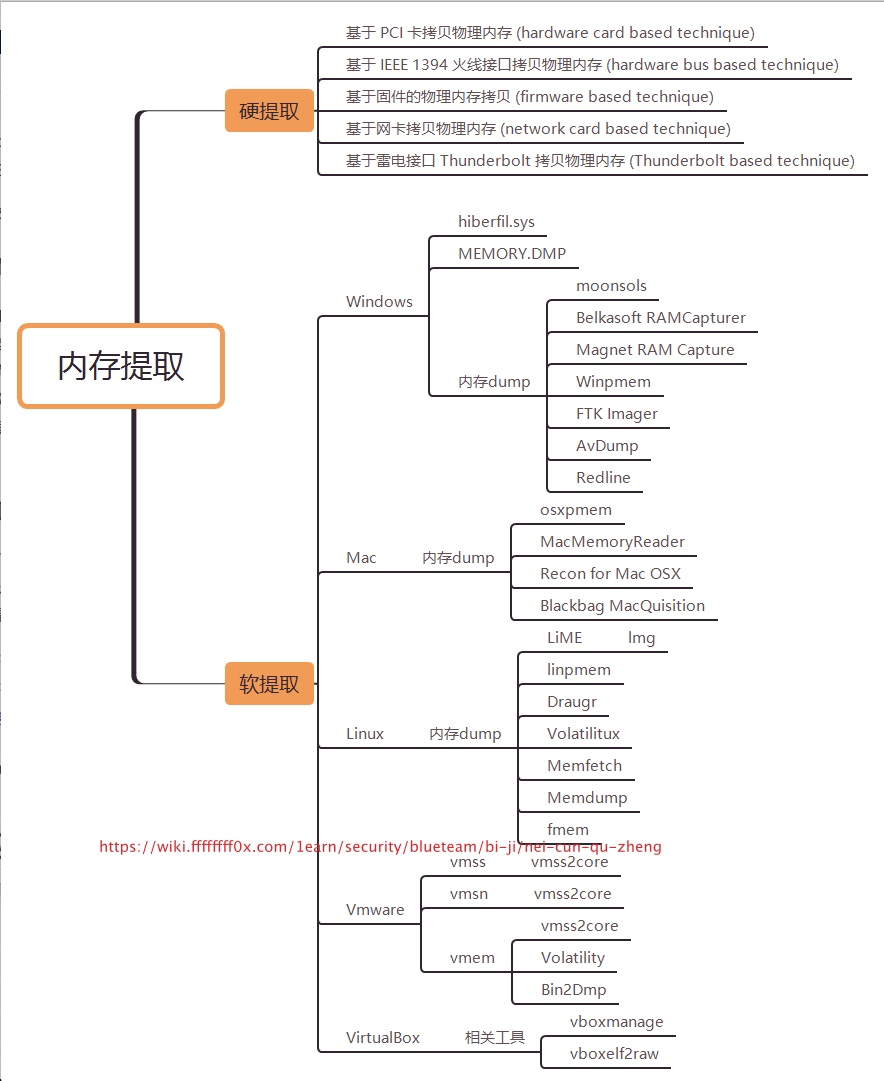 基于 PCI 卡拷贝物理内存 (hardware card based technique)
基于 IEEE 1394 火线接口拷贝物理内存 (hardware bus based technique)
硬提取
基于固件的物理内存拷贝 (firmware based technique)
基于网卡拷贝物理内存 (network card based technique)
基于雷电接口 Thunderbolt 拷贝物理内存 (Thunderbolt based technique)
内存提取
软提取
Windows
hiberfil.sys
MEMORY.DMP
内存dump
moonsols
Belkasoft RAMCapturer
Magnet RAM Capture
Winpmem
FTK Imager
AvDump
Redline
Mac
内存dump
osxpmem
MacMemoryReader
Recon for Mac OSX
Blackbag MacQuisition
Linux
内存dump
LiME lmg
linpmem
Draugr
Volatilitux
Memfetch
Memdump
fmem
https://wiki.ffffffff0x.com/1earn/security/blueteam/bi-ji/nei-cun-qu-zheng
Vmware
vmss vmss2core
vmsn vmss2core
vmem
vmss2core
Volatility
Bin2Dmp
VirtualBox
相关工具
vboxmanage
vboxelf2raw